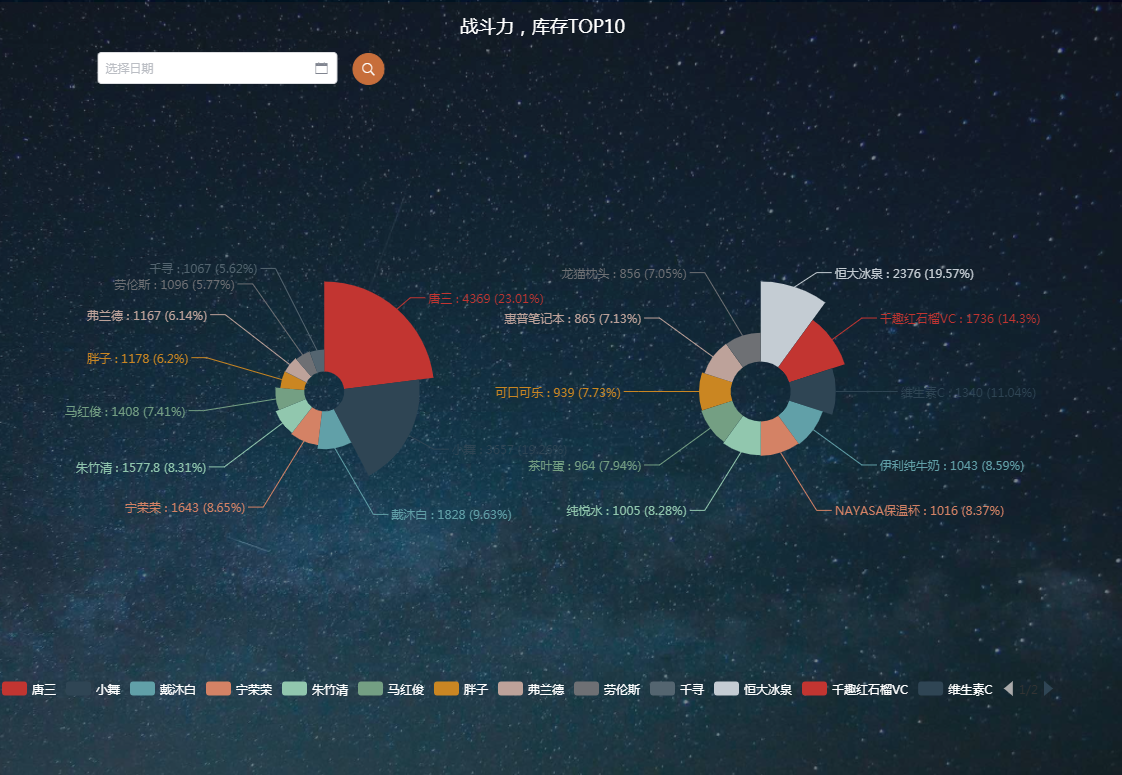 战斗力，库存TOP10
选择日期
千寻 : 1067 (5.62%)
劳伦斯 : 1096 (5.77%)
弗兰德 : 1167 (6.14%)
胖子 : 1178 (6.2%)
马红俊 : 1408 (7.41%)
朱竹清 : 1577.8 (8.31%)
宁荣荣 : 1643 (8.65%)
唐三 : 4369 (23.01%)
戴沐白 : 1828 (9.63%)
龙猫枕头 : 856 (7.05%)
惠普笔记本 : 865 (7.13%)
可口可乐 : 939 (7.73%)
茶叶蛋 : 964 (7.94%)
纯悦水 : 1005 (8.28%)
恒大冰泉 : 2376 (19.57%)
千趣红石榴VC : 1736 (14.3%)
维生素C : 1340 (11.04%)
伊利纯牛奶 : 1043 (8.59%)
NAYASA保温杯 : 1016 (8.37%)
唐三 小舞 戴沐白 宁荣荣 朱竹清 马红俊 胖子 弗兰德 劳伦斯 千寻 恒大冰泉 千趣红石榴VC 维生素C 1/2